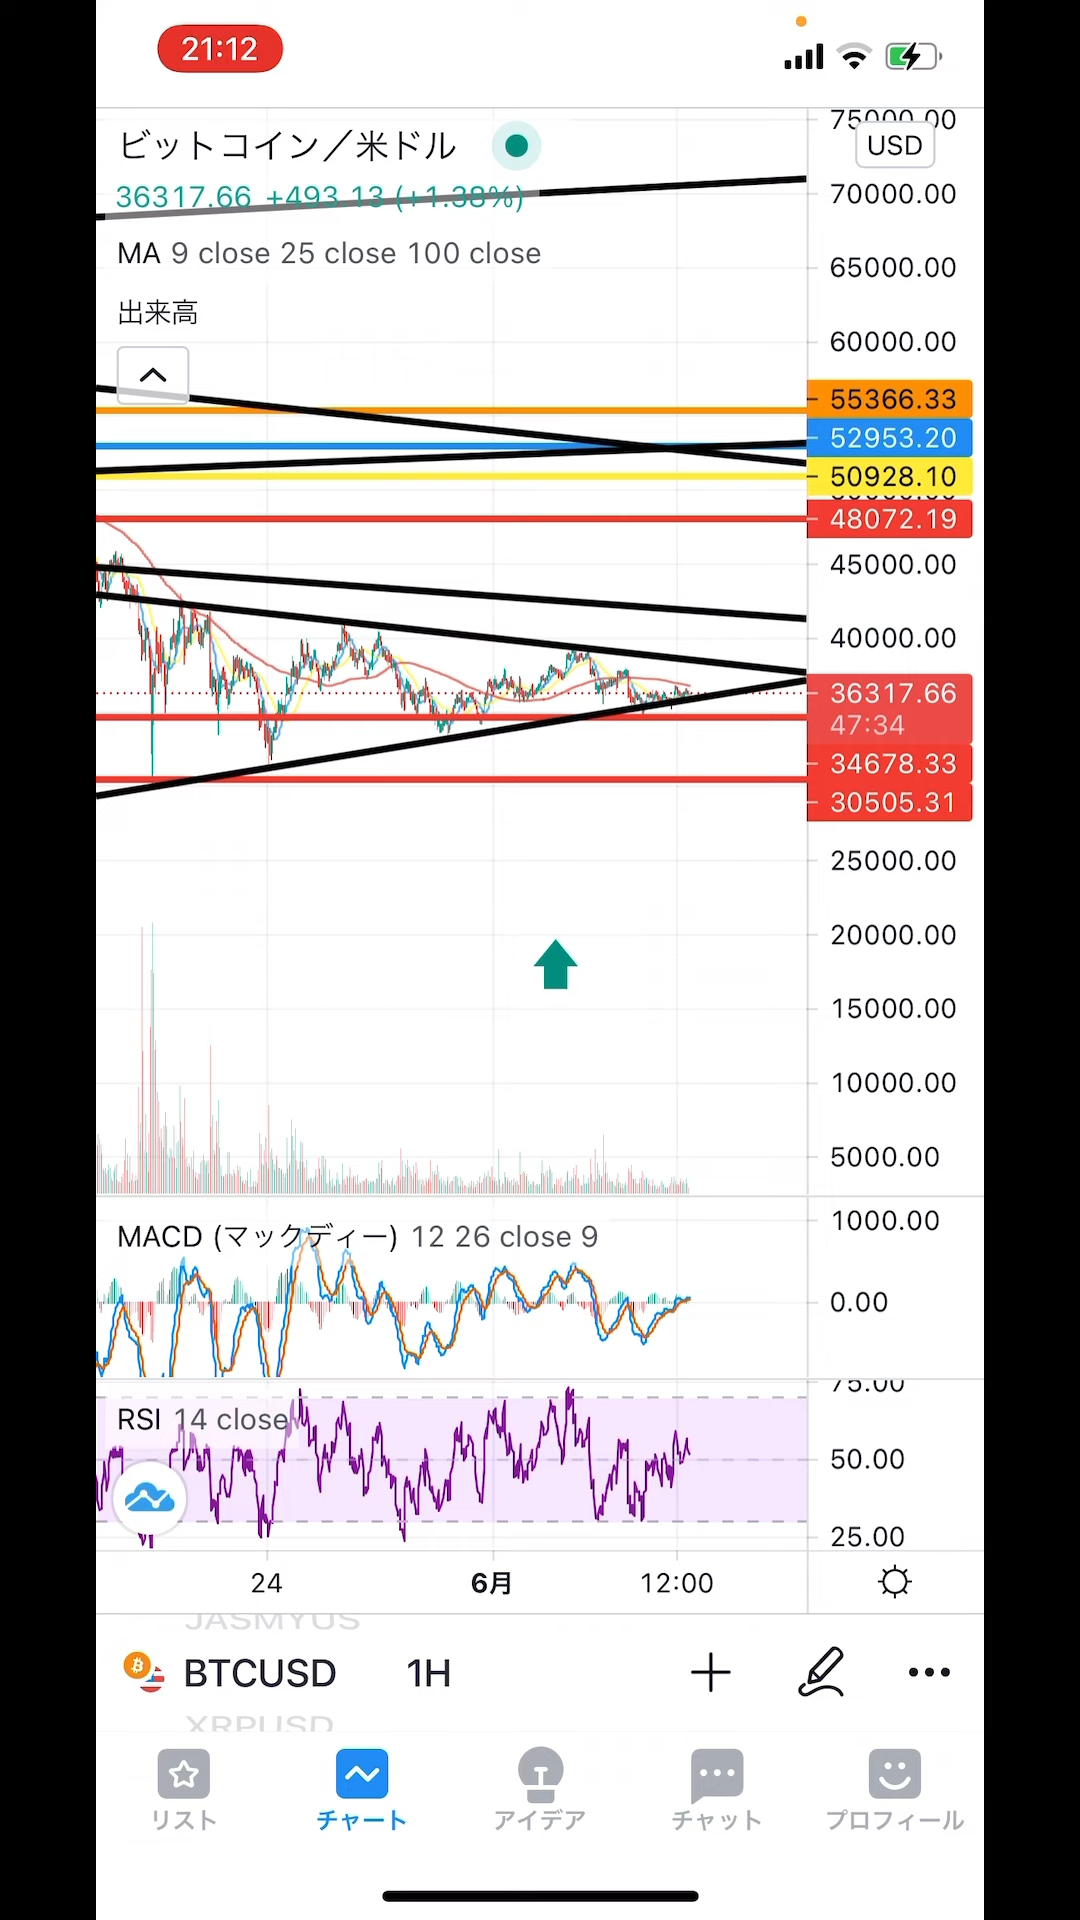 21:12
ビットコイン／米ドル
USD
36317.66 +493.13 (+1.38%)
MA 9 close 25 close 100 close
出来高
75000.00
70000.00
65000.00
60000.00
55366.33
52953.20
50928.10
48072.19
45000.00
40000.00
36317.66
47:34
34678.33
30505.31
25000.00
20000.00
15000.00
10000.00
5000.00
MACD (マックディー) 12 26 close 9
1000.00
0.00
RSI 14 close
75.00
50.00
25.00
24
6月
12:00
JASMYUS
BTCUSD 1H
XRPUSD
リスト
チャート
アイデア
チャット
プロフィール